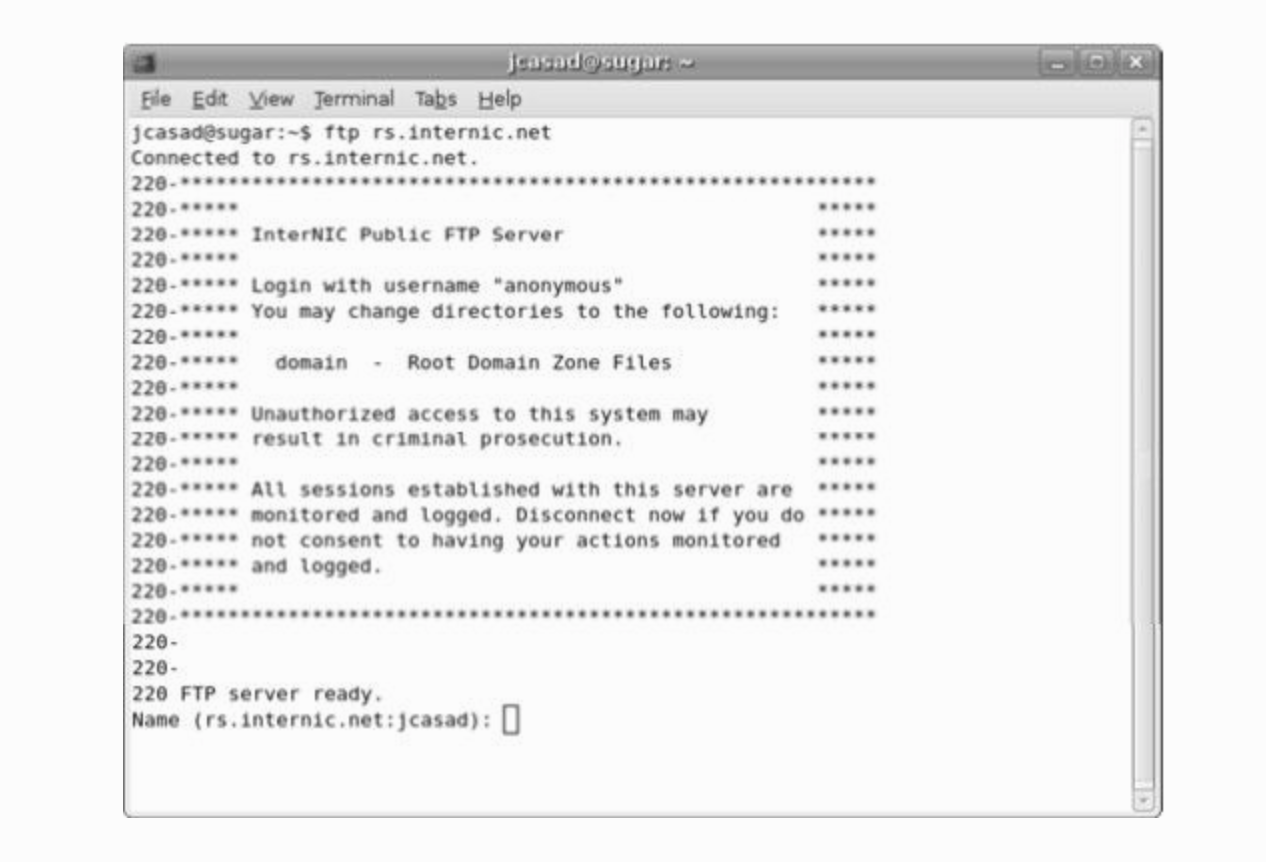 jcasad@sugar: ~
File Edit View Terminal Tabs Help
jcasad@sugar:~$ ftp rs.internic.net
Connected to rs.internic.net.
220-**********************************************************
220-*****                                                *****
220-***** InterNIC Public FTP Server                     *****
220-*****                                                *****
220-***** Login with username "anonymous"                *****
220-***** You may change directories to the following:   *****
220-*****                                                *****
220-*****   domain  -  Root Domain Zone Files            *****
220-*****                                                *****
220-***** Unauthorized access to this system may         *****
220-***** result in criminal prosecution.                *****
220-*****                                                *****
220-***** All sessions established with this server are  *****
220-***** monitored and logged. Disconnect now if you do *****
220-***** not consent to having your actions monitored   *****
220-***** and logged.                                    *****
220-*****                                                *****
220-**********************************************************
220-
220-
220 FTP server ready.
Name (rs.internic.net:jcasad):